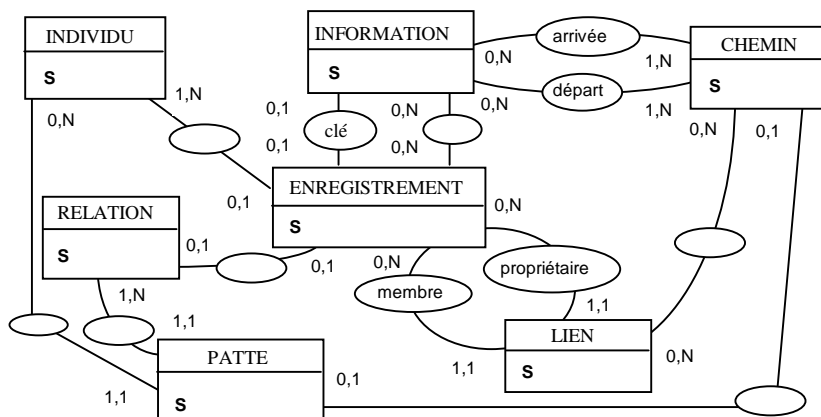 INDIVIDU
S
INFORMATION
S
arrivée
CHEMIN
S
0,N
1,N
départ
0,N
1,N
0,N
1,N
0,1
0,N
0,N
0,1
clé
0,1
0,N
ENREGISTREMENT
S
0,1
RELATION
S
0,1
0,1
0,N
0,N
propriétaire
membre
1,N
1,1
1,1
LIEN
S
1,1
0,N
PATTE
S
1,1
0,1